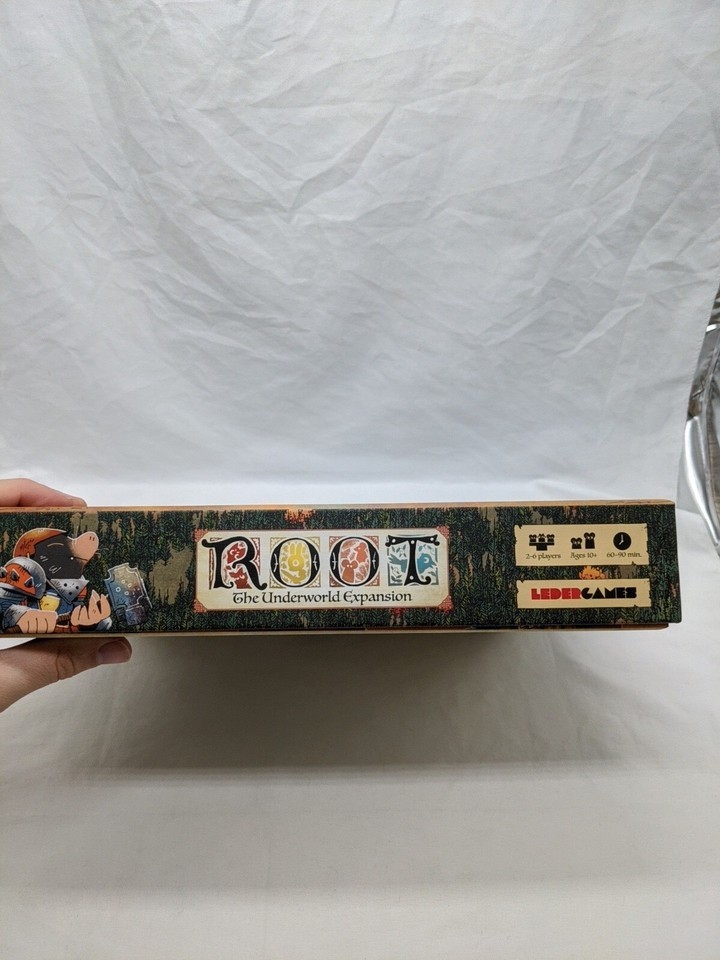 ROOT
The Underworld Expansion
2-6 players
Ages 10+
60-90 min.
LEDERGAMES